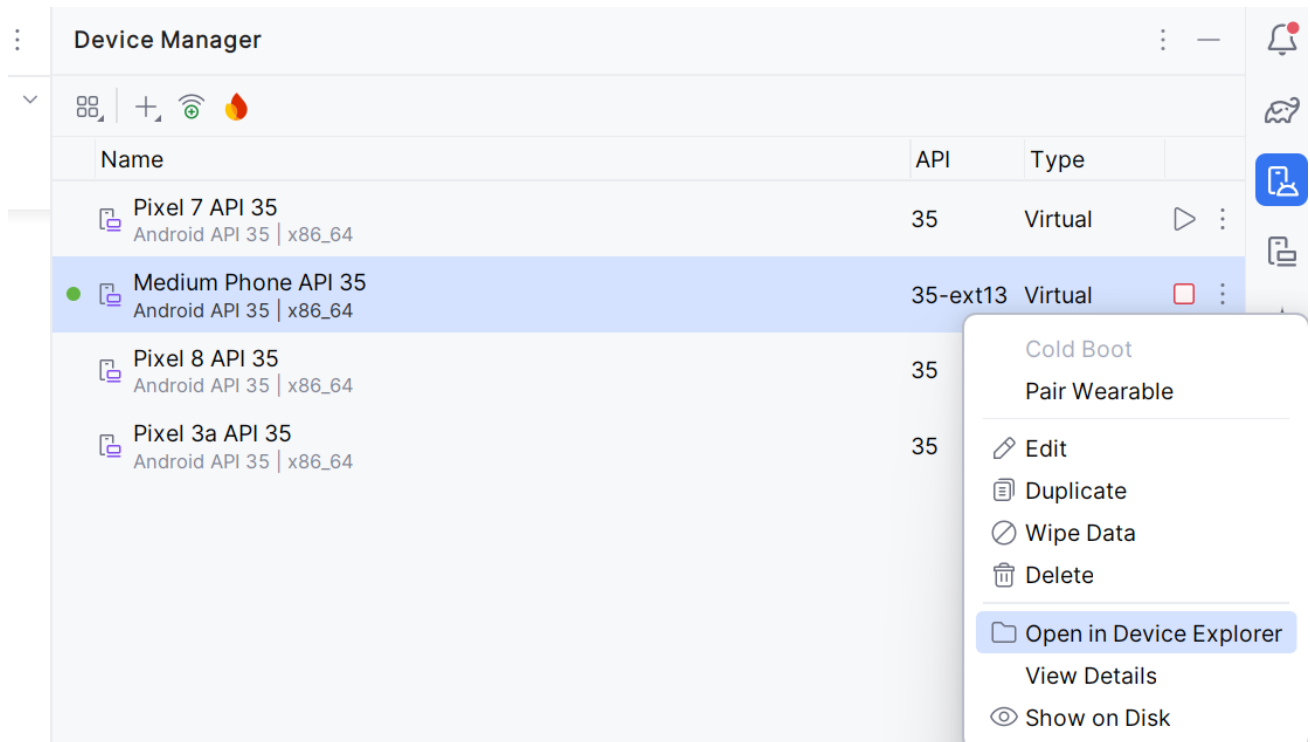 Device Manager
Name API Type
Pixel 7 API 35
Android API 35 | x86_64
35 Virtual
Medium Phone API 35
Android API 35 | x86_64
35-ext13 Virtual
Pixel 8 API 35
Android API 35 | x86_64
35
Pixel 3a API 35
Android API 35 | x86_64
35
Cold Boot
Pair Wearable
Edit
Duplicate
Wipe Data
Delete
Open in Device Explorer
View Details
Show on Disk